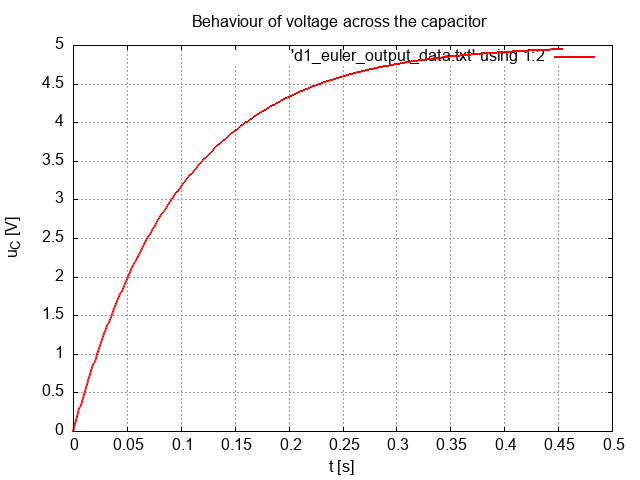 Behaviour of voltage across the capacitor
'd1_euler_output_data.txt' using 1:2
5
4.5
4
3.5
3
2.5
2
1.5
1
0.5
0
uC [V]
0 0.05 0.1 0.15 0.2 0.25 0.3 0.35 0.4 0.45 0.5
t [s]